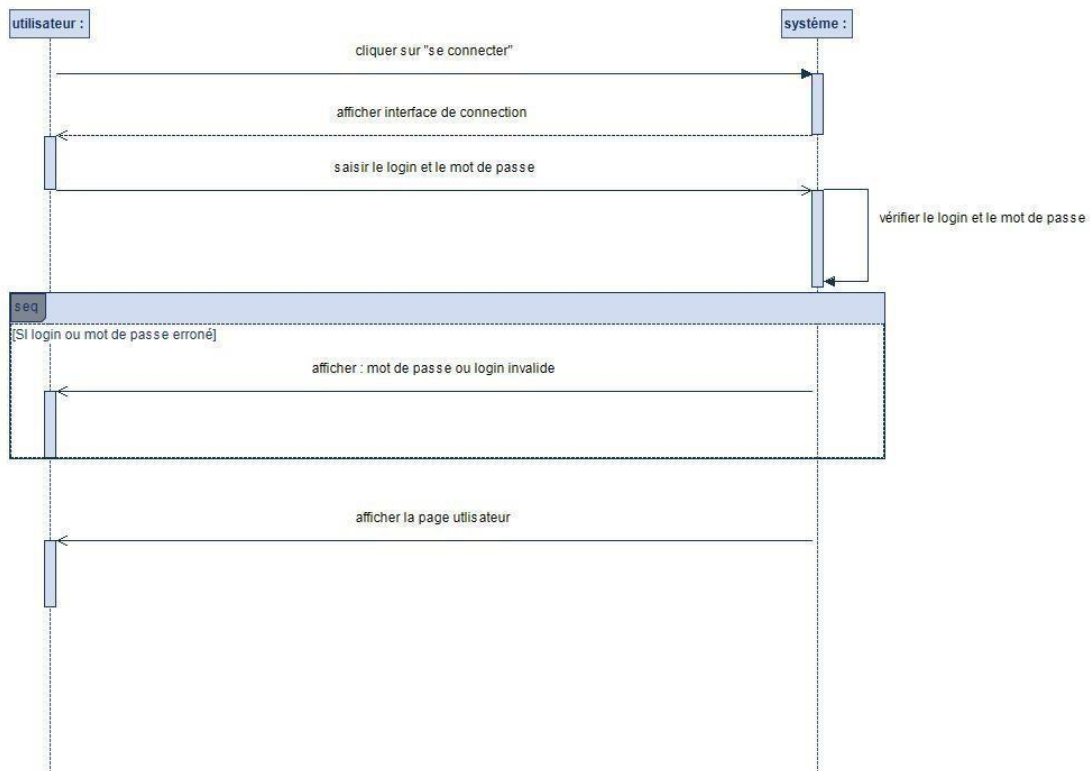 utilisateur :
systéme :
cliquer sur "se connecter"
afficher interface de connection
saisir le login et le mot de passe
vérifier le login et le mot de passe
seq
[SI login ou mot de passe erroné]
afficher : mot de passe ou login invalide
afficher la page utlisateur